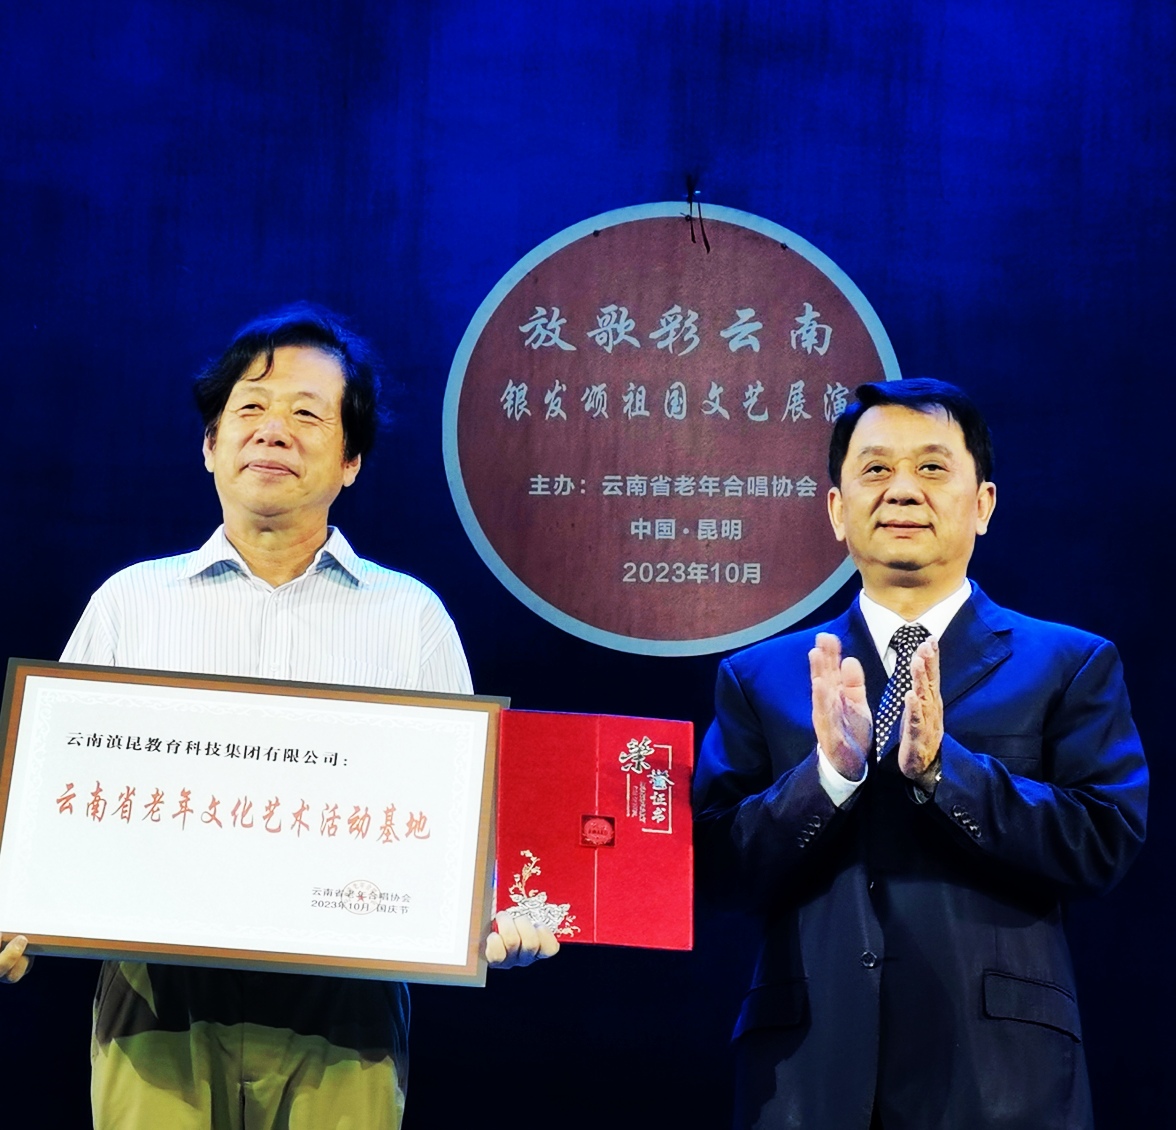 放歌彩云南
银发颂祖国文艺展演
主办：云南省老年合唱协会
中国·昆明
2023年10月
云南滇昆教育科技集团有限公司：
云南省老年文化艺术活动基地
云南省老年合唱协会
2023年10月 国庆节
荣誉证书